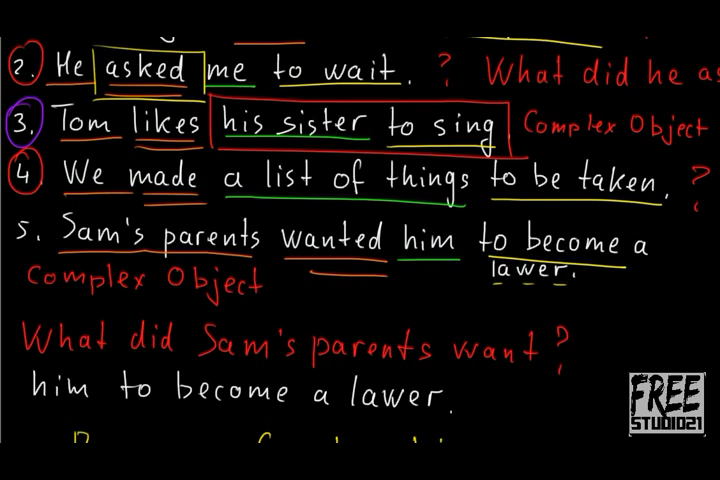 2. He asked me to wait. ? What did he as
3. Tom likes his sister to sing Complex Object
4. We made a list of things to be taken. ?
5. Sam's parents wanted him to become a
lawer.
Complex Object
What did Sam's parents want?
him to become a lawer.
FREE
STUDIO21